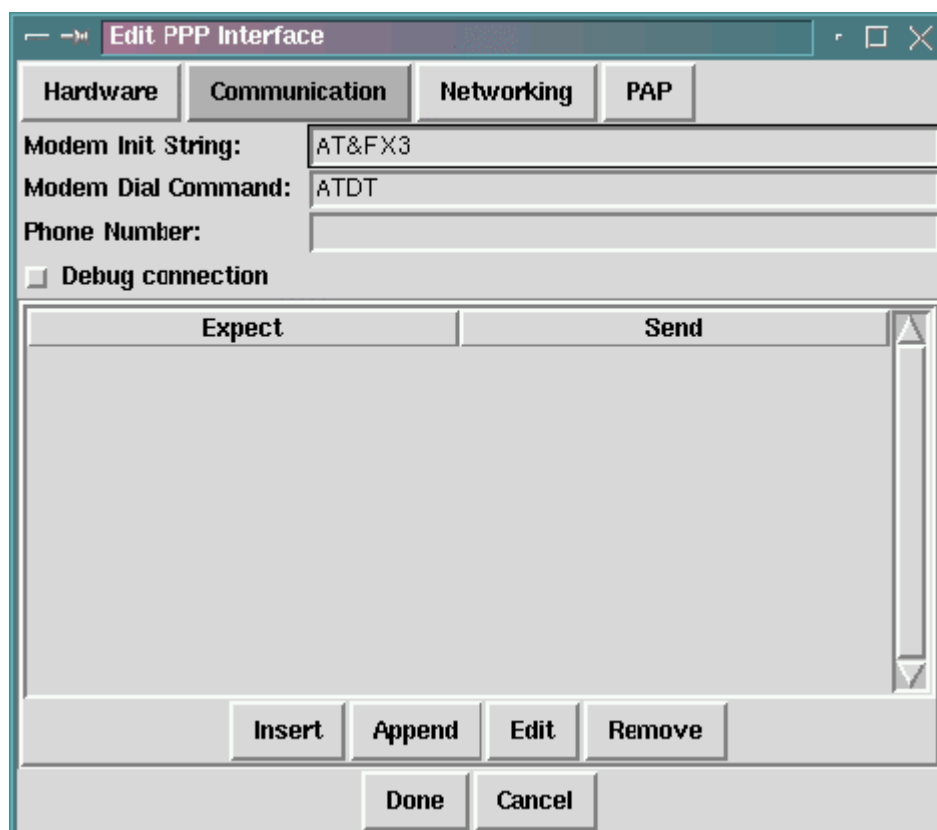 Edit PPP Interface
Hardware Communication Networking PAP
Modem Init String: AT&FX3
Modem Dial Command: ATDT
Phone Number:
Debug connection
Expect Send
Insert Append Edit Remove
Done Cancel